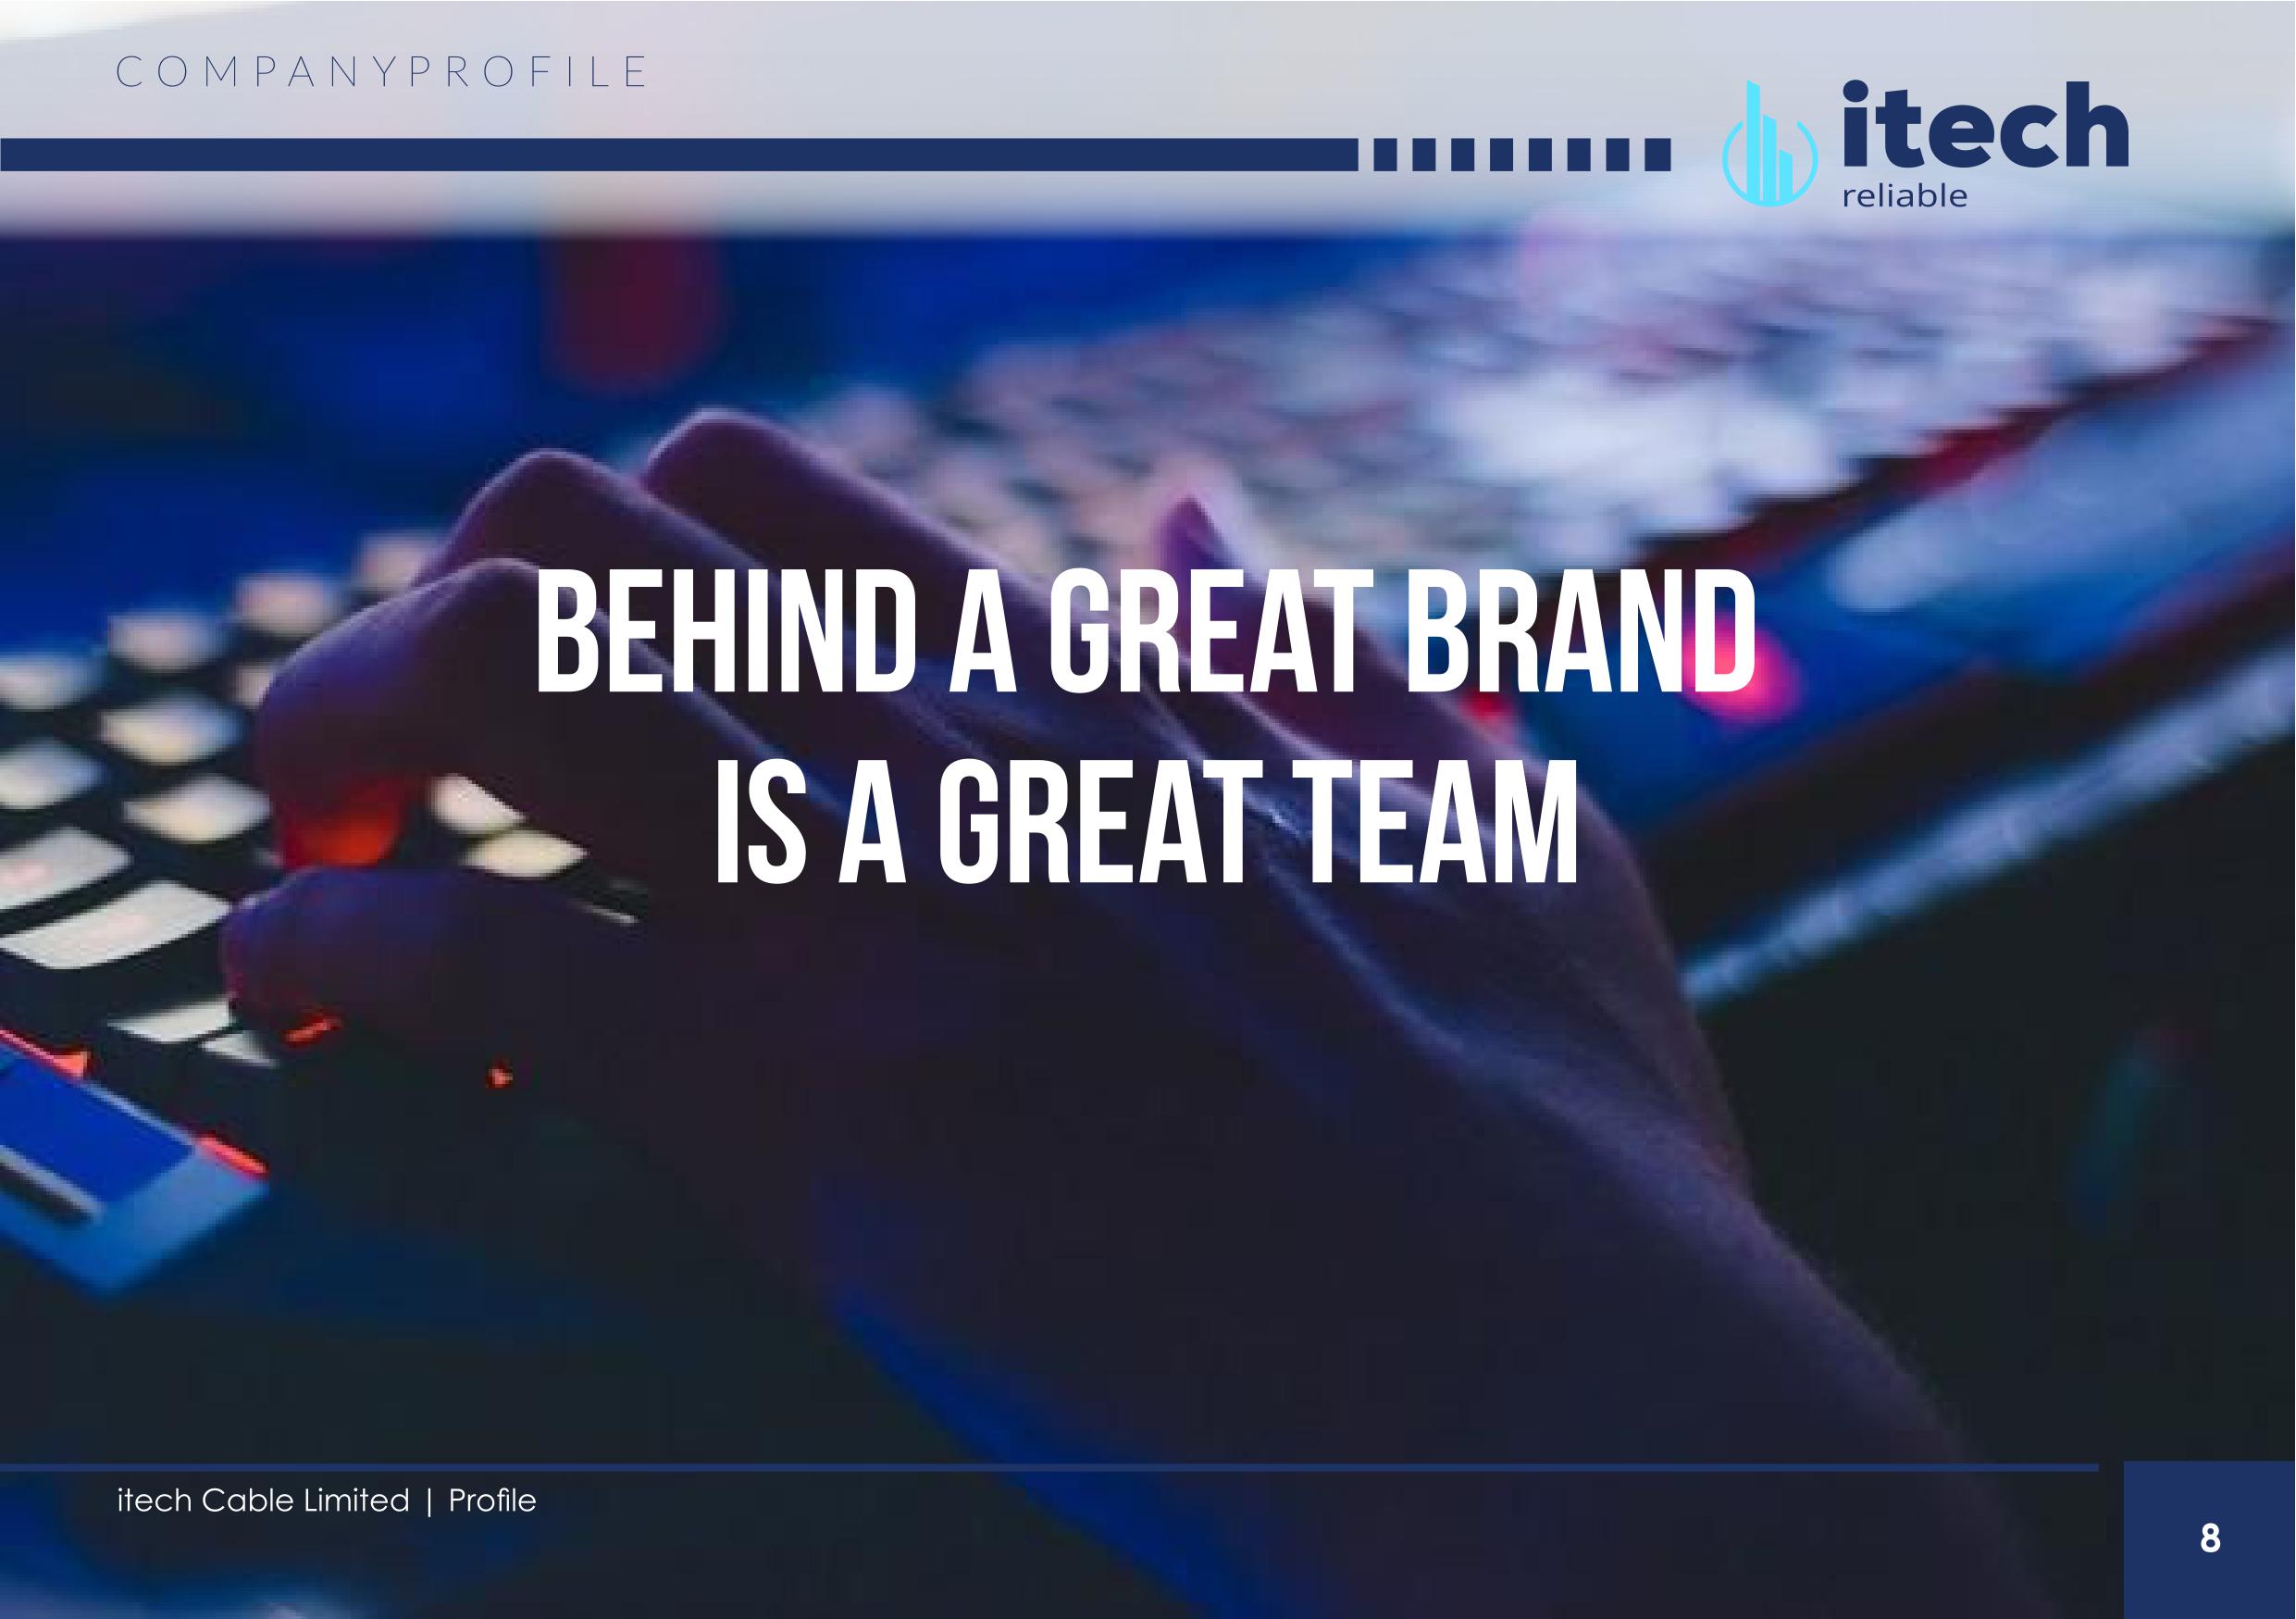 COMPANYPROFILE
itech
reliable
BEHIND A GREAT BRAND
IS A GREAT TEAM
itech Cable Limited | Profile
8